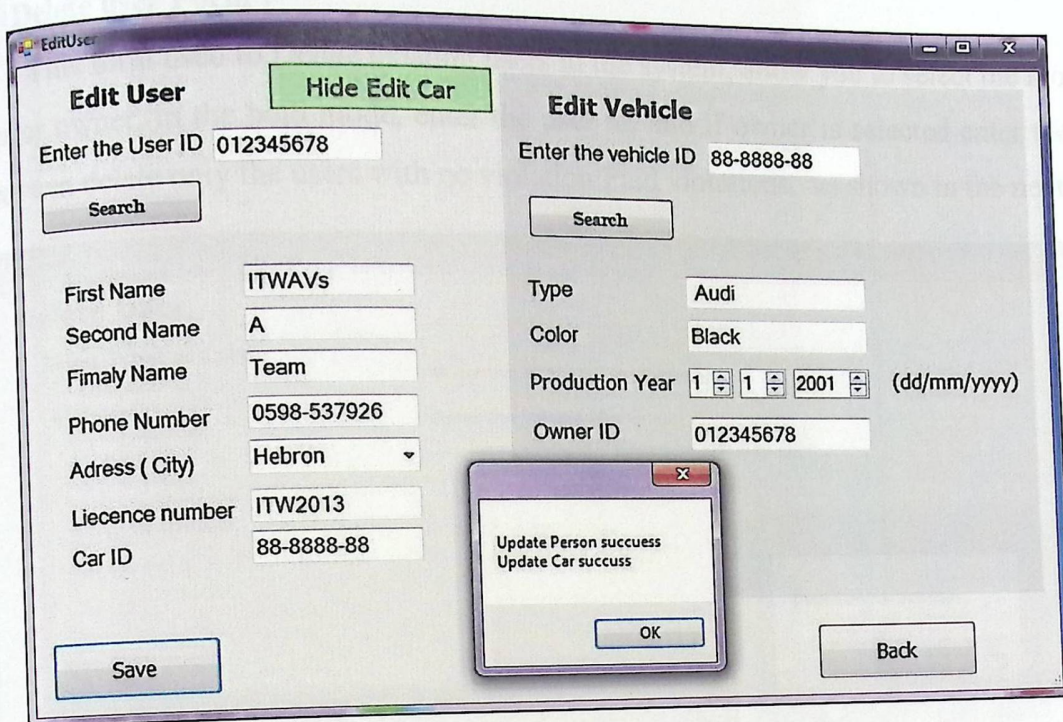 EditUser
Edit User
Hide Edit Car
Enter the User ID 012345678
Search
First Name ITWAVs
Second Name A
Fimaly Name Team
Phone Number 0598-537926
Adress ( City) Hebron
Liecence number ITW2013
Car ID 88-8888-88
Save
Edit Vehicle
Enter the vehicle ID 88-8888-88
Search
Type Audi
Color Black
Production Year 1 1 2001 (dd/mm/yyyy)
Owner ID 012345678
Update Person succuess
Update Car succuss
OK
Back